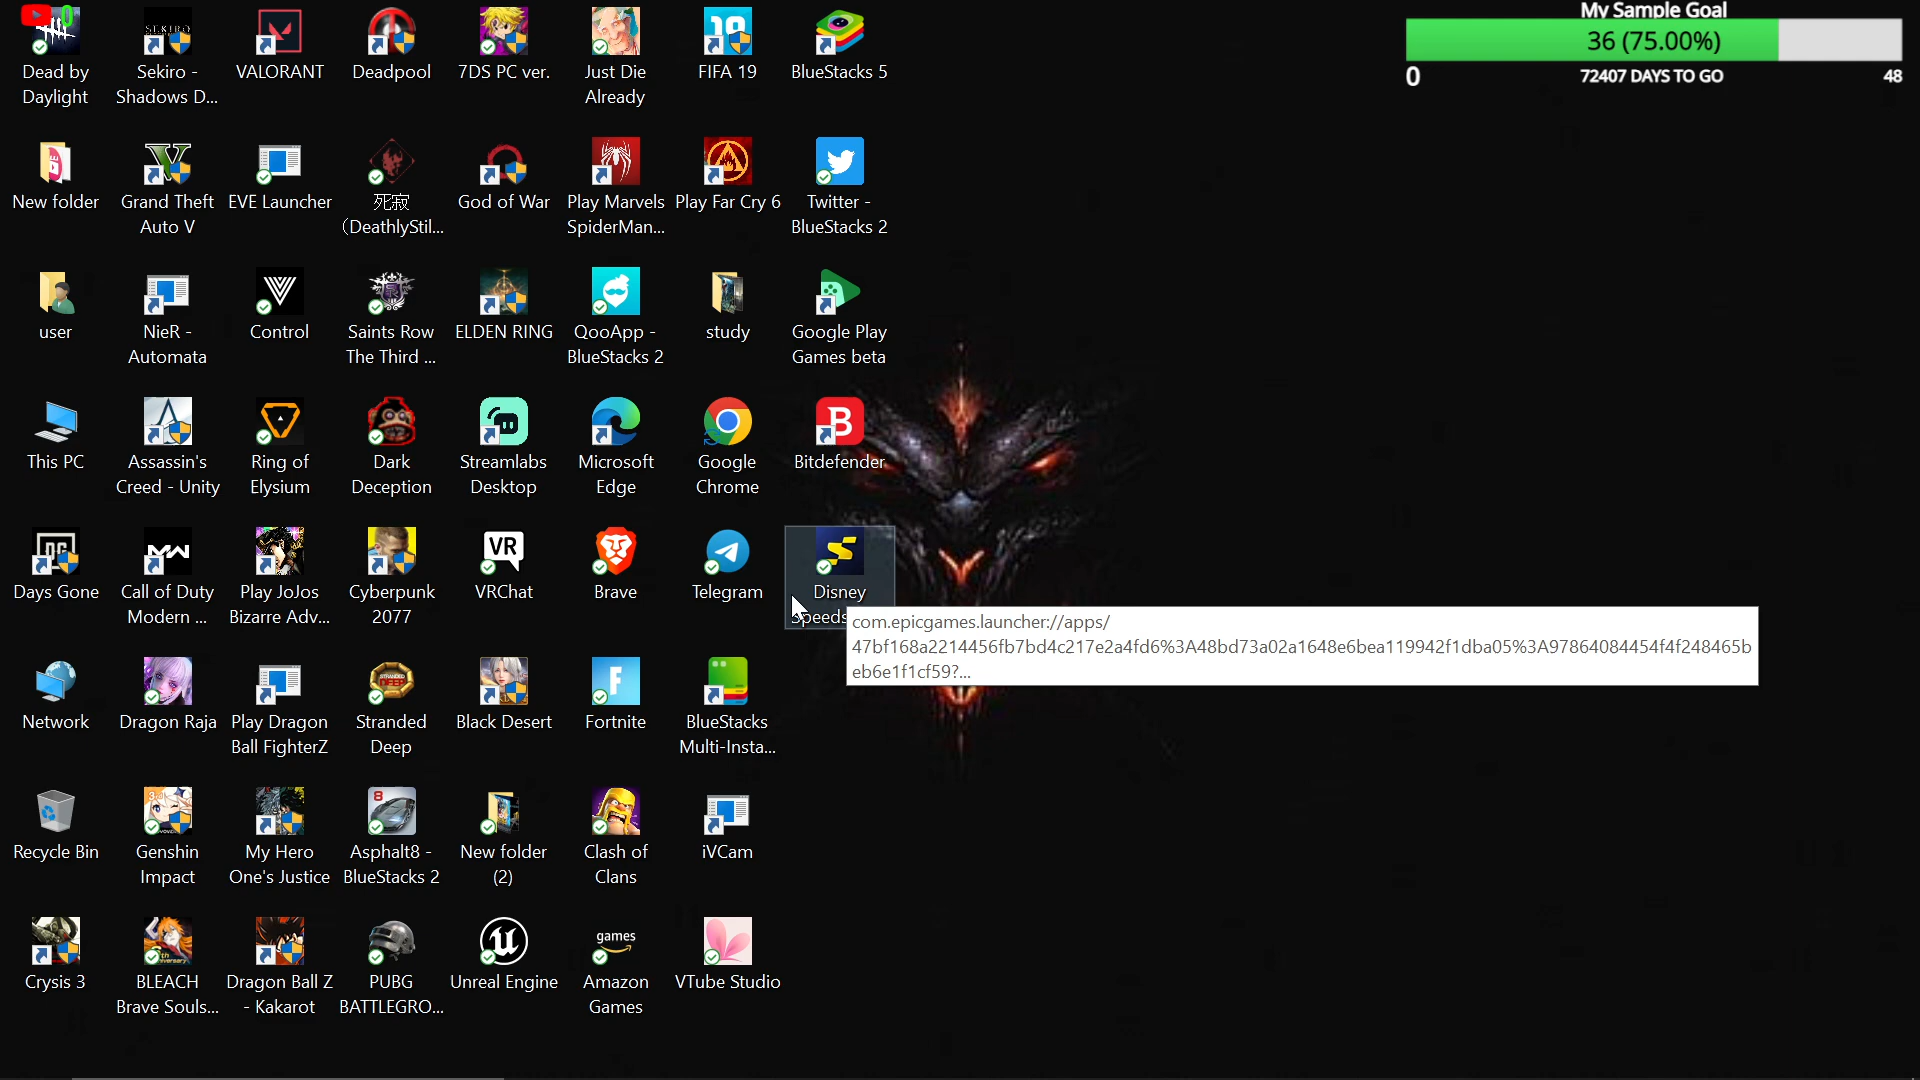 My Sample Goal
36 (75.00%)
0
72407 DAYS TO GO
48
0
Dead by
Daylight
Sekiro -
Shadows D...
VALORANT
Deadpool
7DS PC ver.
Just Die
Already
FIFA 19
BlueStacks 5
New folder
Grand Theft
Auto V
EVE Launcher
死寂
(DeathlyStil...
God of War
Play Marvels
SpiderMan...
Play Far Cry 6
Twitter -
BlueStacks 2
user
NieR -
Automata
Control
Saints Row
The Third ...
ELDEN RING
QooApp -
BlueStacks 2
study
Google Play
Games beta
This PC
Assassin's
Creed - Unity
Ring of
Elysium
Dark
Deception
Streamlabs
Desktop
Microsoft
Edge
Google
Chrome
Bitdefender
Days Gone
Call of Duty
Modern ...
Play JoJos
Bizarre Adv...
Cyberpunk
2077
VRChat
Brave
Telegram
Disney
Speeds
com.epicgames.launcher://apps/
47bf168a2214456fb7bd4c217e2a4fd6%3A48bd73a02a1648e6bea119942f1dba05%3A97864084454f4f248465b
eb6e1f1cf59?...
Network
Dragon Raja
Play Dragon
Ball FighterZ
Stranded
Deep
Black Desert
Fortnite
BlueStacks
Multi-Insta...
Recycle Bin
Genshin
Impact
My Hero
One's Justice
Asphalt8 -
BlueStacks 2
New folder
(2)
Clash of
Clans
iVCam
Crysis 3
BLEACH
Brave Souls...
Dragon Ball Z
- Kakarot
PUBG
BATTLEGRO...
Unreal Engine
games
Amazon
Games
VTube Studio